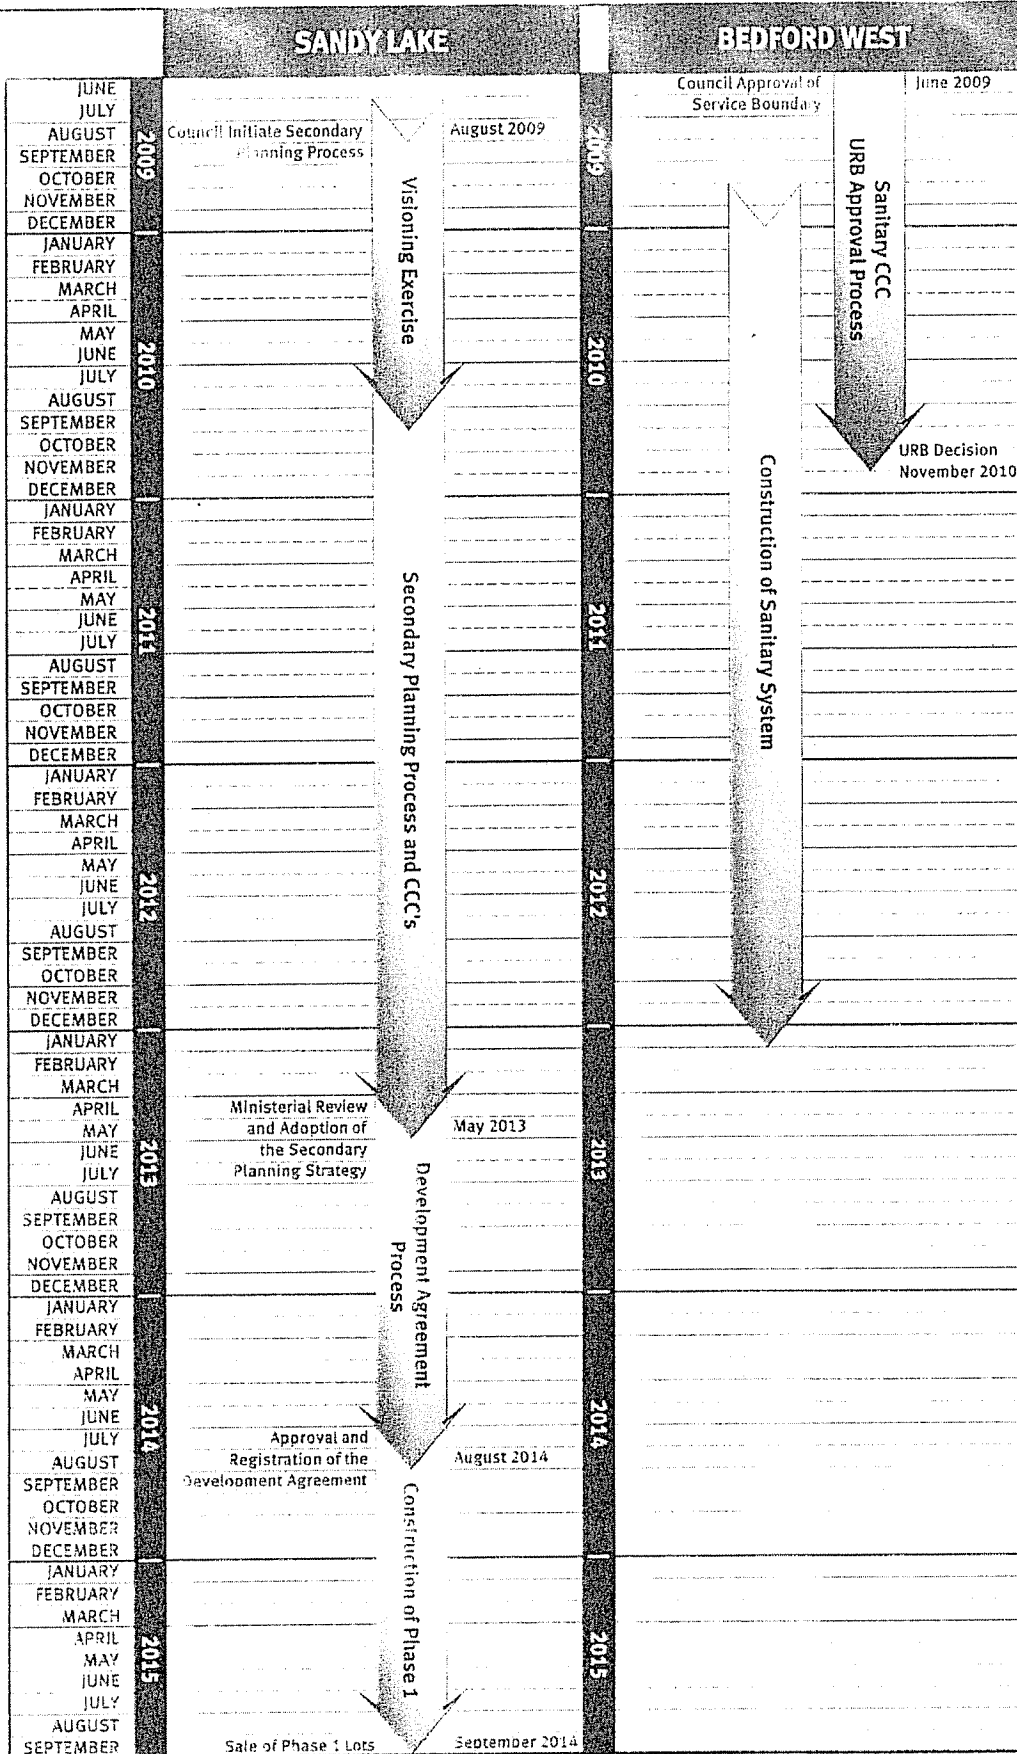 SANDY LAKE
BEDFORD WEST
2009
JUNE
JULY
AUGUST
SEPTEMBER
OCTOBER
NOVEMBER
DECEMBER
2010
JANUARY
FEBRUARY
MARCH
APRIL
MAY
JUNE
JULY
AUGUST
SEPTEMBER
OCTOBER
NOVEMBER
DECEMBER
2011
JANUARY
FEBRUARY
MARCH
APRIL
MAY
JUNE
JULY
AUGUST
SEPTEMBER
OCTOBER
NOVEMBER
DECEMBER
2012
JANUARY
FEBRUARY
MARCH
APRIL
MAY
JUNE
JULY
AUGUST
SEPTEMBER
OCTOBER
NOVEMBER
DECEMBER
2013
JANUARY
FEBRUARY
MARCH
APRIL
MAY
JUNE
JULY
AUGUST
SEPTEMBER
OCTOBER
NOVEMBER
DECEMBER
2014
JANUARY
FEBRUARY
MARCH
APRIL
MAY
JUNE
JULY
AUGUST
SEPTEMBER
OCTOBER
NOVEMBER
DECEMBER
2015
JANUARY
FEBRUARY
MARCH
APRIL
MAY
JUNE
JULY
AUGUST
SEPTEMBER
Council Initiate Secondary
Planning Process
August 2009
Visioning Exercise
Secondary Planning Process and CCC's
Ministerial Review
and Adoption of
the Secondary
Planning Strategy
May 2013
Development Agreement
Process
Approval and
Registration of the
Development Agreement
August 2014
Construction of Phase 1
Sale of Phase 1 Lots
September 2014
2009
2010
2011
2012
2013
2014
2015
Council Approval of
Service Boundary
June 2009
Sanitary CCC
URB Approval Process
URB Decision
November 2010
Construction of Sanitary System